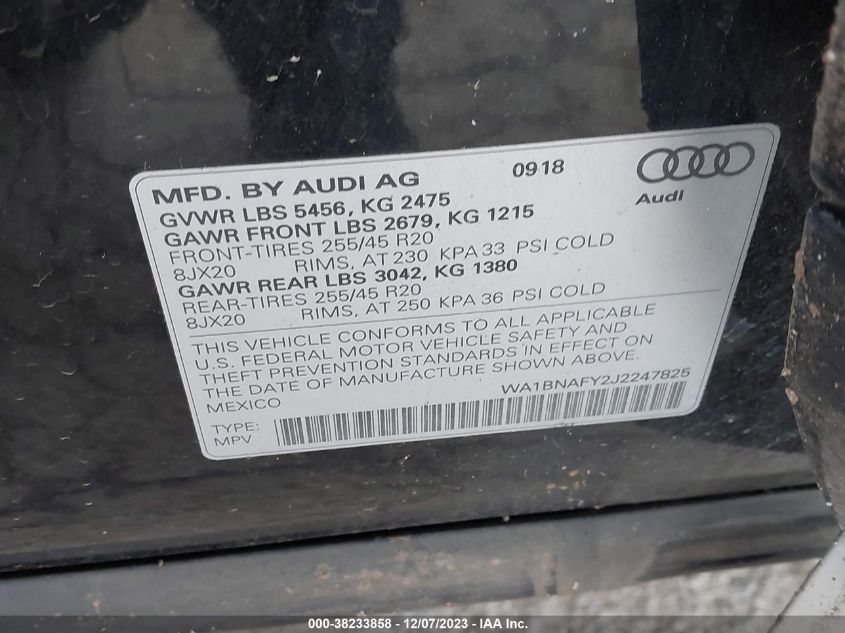 MFD. BY AUDI AG 0918
Audi
GVWR LBS 5456, KG 2475
GAWR FRONT LBS 2679, KG 1215
FRONT-TIRES 255/45 R20
8JX20 RIMS, AT 230 KPA 33 PSI COLD
GAWR REAR LBS 3042, KG 1380
REAR-TIRES 255/45 R20
8JX20 RIMS, AT 250 KPA 36 PSI COLD
THIS VEHICLE CONFORMS TO ALL APPLICABLE
U.S. FEDERAL MOTOR VEHICLE SAFETY AND
THEFT PREVENTION STANDARDS IN EFFECT ON
THE DATE OF MANUFACTURE SHOWN ABOVE.
MEXICO WA1BNAFY2J2247825
TYPE:
MPV
000-38233858 - 12/07/2023 - IAA Inc.